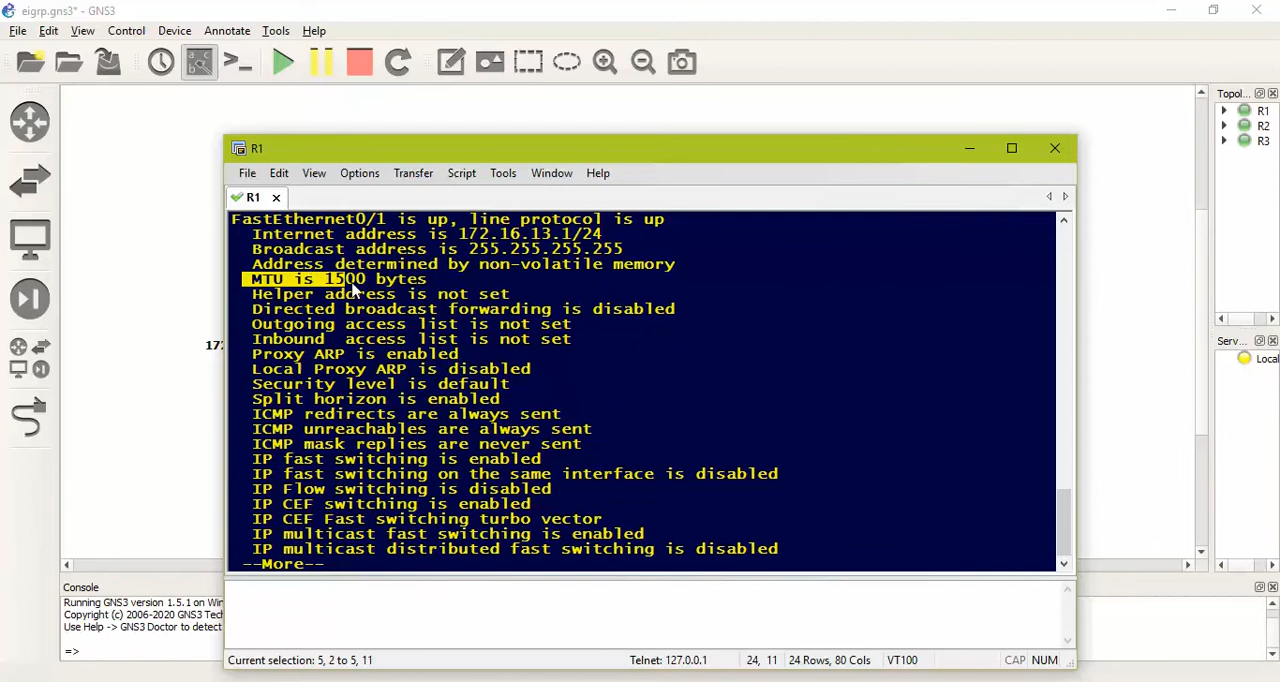 eigrp.gns3* - GNS3
File Edit View Control Device Annotate Tools Help
Topol...
R1
R2
R3
R1
File Edit View Options Transfer Script Tools Window Help
R1
FastEthernet0/1 is up, line protocol is up
Internet address is 172.16.13.1/24
Broadcast address is 255.255.255.255
Address determined by non-volatile memory
MTU is 1500 bytes
Helper address is not set
Directed broadcast forwarding is disabled
Outgoing access list is not set
Inbound  access list is not set
Proxy ARP is enabled
Local Proxy ARP is disabled
Security level is default
Split horizon is enabled
ICMP redirects are always sent
ICMP unreachables are always sent
ICMP mask replies are never sent
IP fast switching is enabled
IP fast switching on the same interface is disabled
IP Flow switching is disabled
IP CEF switching is enabled
IP CEF Fast switching turbo vector
IP multicast fast switching is enabled
IP multicast distributed fast switching is disabled
--More--
172
Serv...
Local
Console
Running GNS3 version 1.5.1 on Win
Copyright (c) 2006-2020 GNS3 Tech
Use Help -> GNS3 Doctor to detect
=>
Current selection: 5, 2 to 5, 11 Telnet: 127.0.0.1 24, 11 24 Rows, 80 Cols VT100 CAP NUM